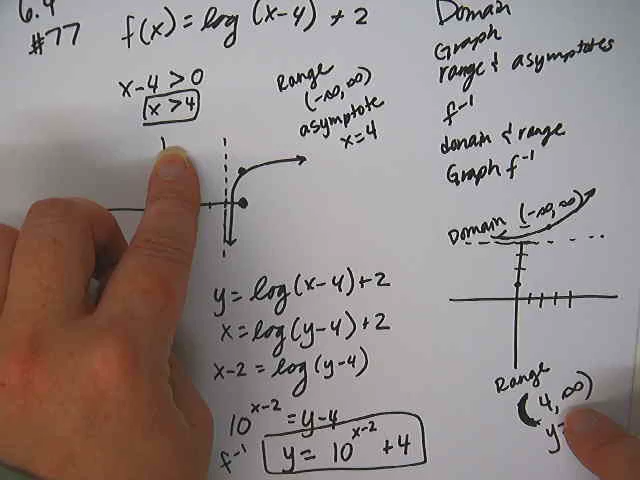 6.4
#77
f(x) = log (x-4) + 2
x-4 > 0
x > 4
Range
(-∞, ∞)
asymptote
x = 4
Domain
Graph
range & asymptotes
f⁻¹
domain & range
Graph f⁻¹
Domain (-∞, ∞)
y = log(x-4)+2
x = log(y-4)+2
x-2 = log(y-4)
10^(x-2) = y-4
f⁻¹
y = 10^(x-2) + 4
Range
(4, ∞)
y=